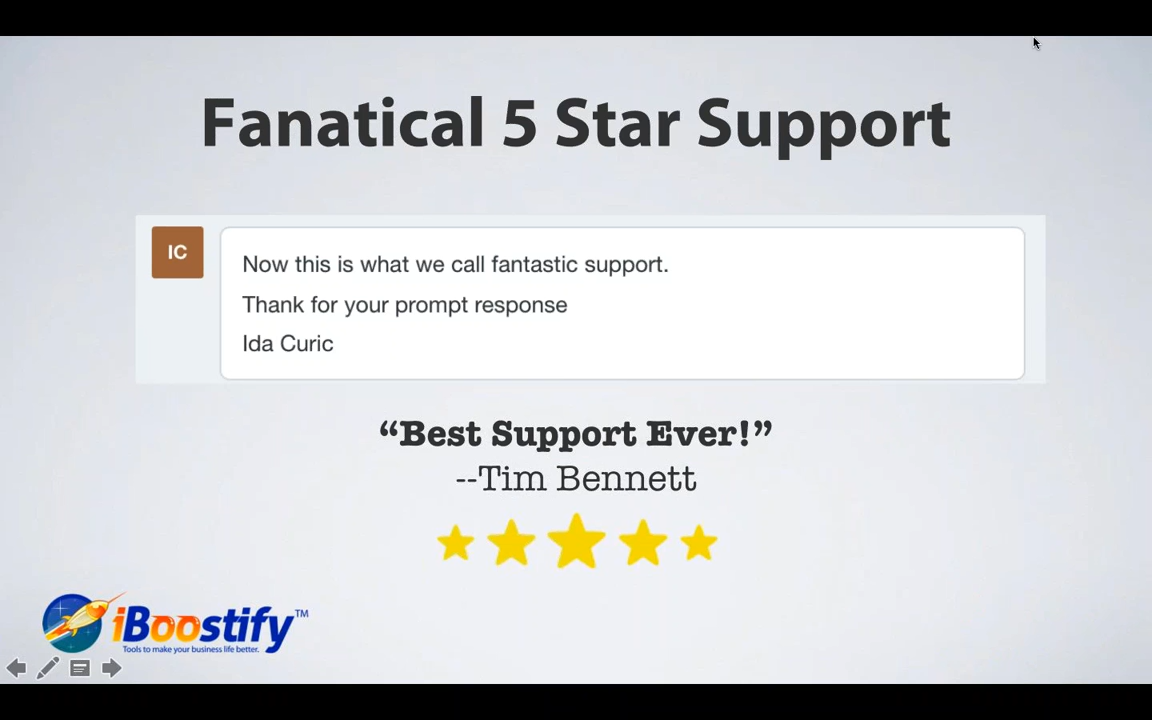 Fanatical 5 Star Support
IC
Now this is what we call fantastic support.
Thank for your prompt response
Ida Curic
“Best Support Ever!”
--Tim Bennett
iBoostify™
Tools to make your business life better.